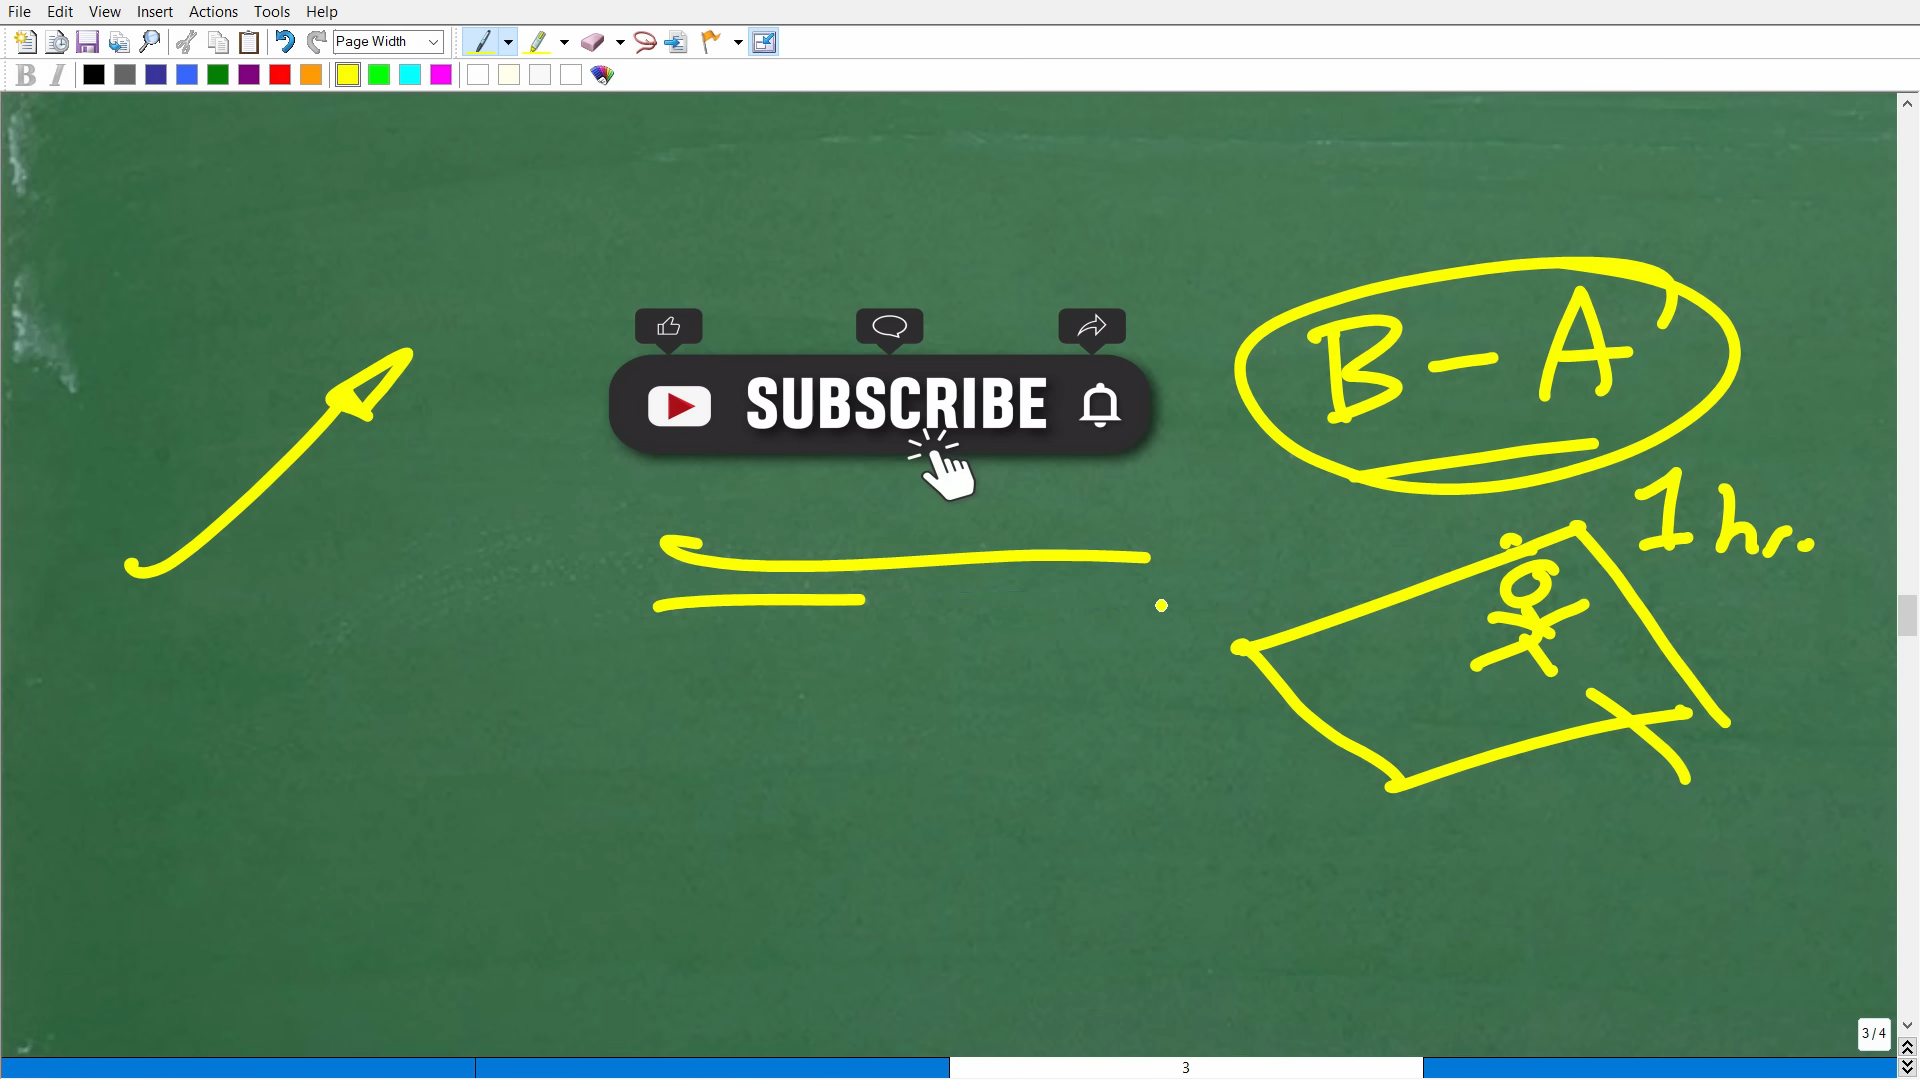 File Edit View Insert Actions Tools Help
Page Width
B I
SUBSCRIBE
B - A
1 hr.
3 / 4
3